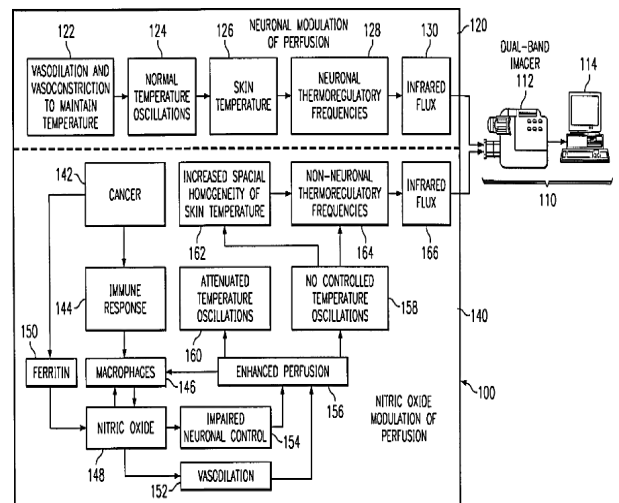 NEURONAL MODULATION
OF PERFUSION
120
122
124
126
128
130
VASODILATION AND
VASOCONSTRICTION
TO MAINTAIN
TEMPERATURE
NORMAL
TEMPERATURE
OSCILLATIONS
SKIN
TEMPERATURE
NEURONAL
THERMOREGULATORY
FREQUENCIES
INFRARED
FLUX
DUAL-BAND
IMAGER
112
114
110
142
CANCER
INCREASED SPACIAL
HOMOGENEITY OF
SKIN TEMPERATURE
162
NON-NEURONAL
THERMOREGULATORY
FREQUENCIES
164
INFRARED
FLUX
166
144
IMMUNE
RESPONSE
ATTENUATED
TEMPERATURE
OSCILLATIONS
160
NO CONTROLLED
TEMPERATURE
OSCILLATIONS
158
140
150
FERRITIN
MACROPHAGES
146
ENHANCED PERFUSION
156
100
NITRIC OXIDE
MODULATION OF
PERFUSION
NITRIC OXIDE
148
IMPAIRED
NEURONAL CONTROL
154
VASODILATION
152